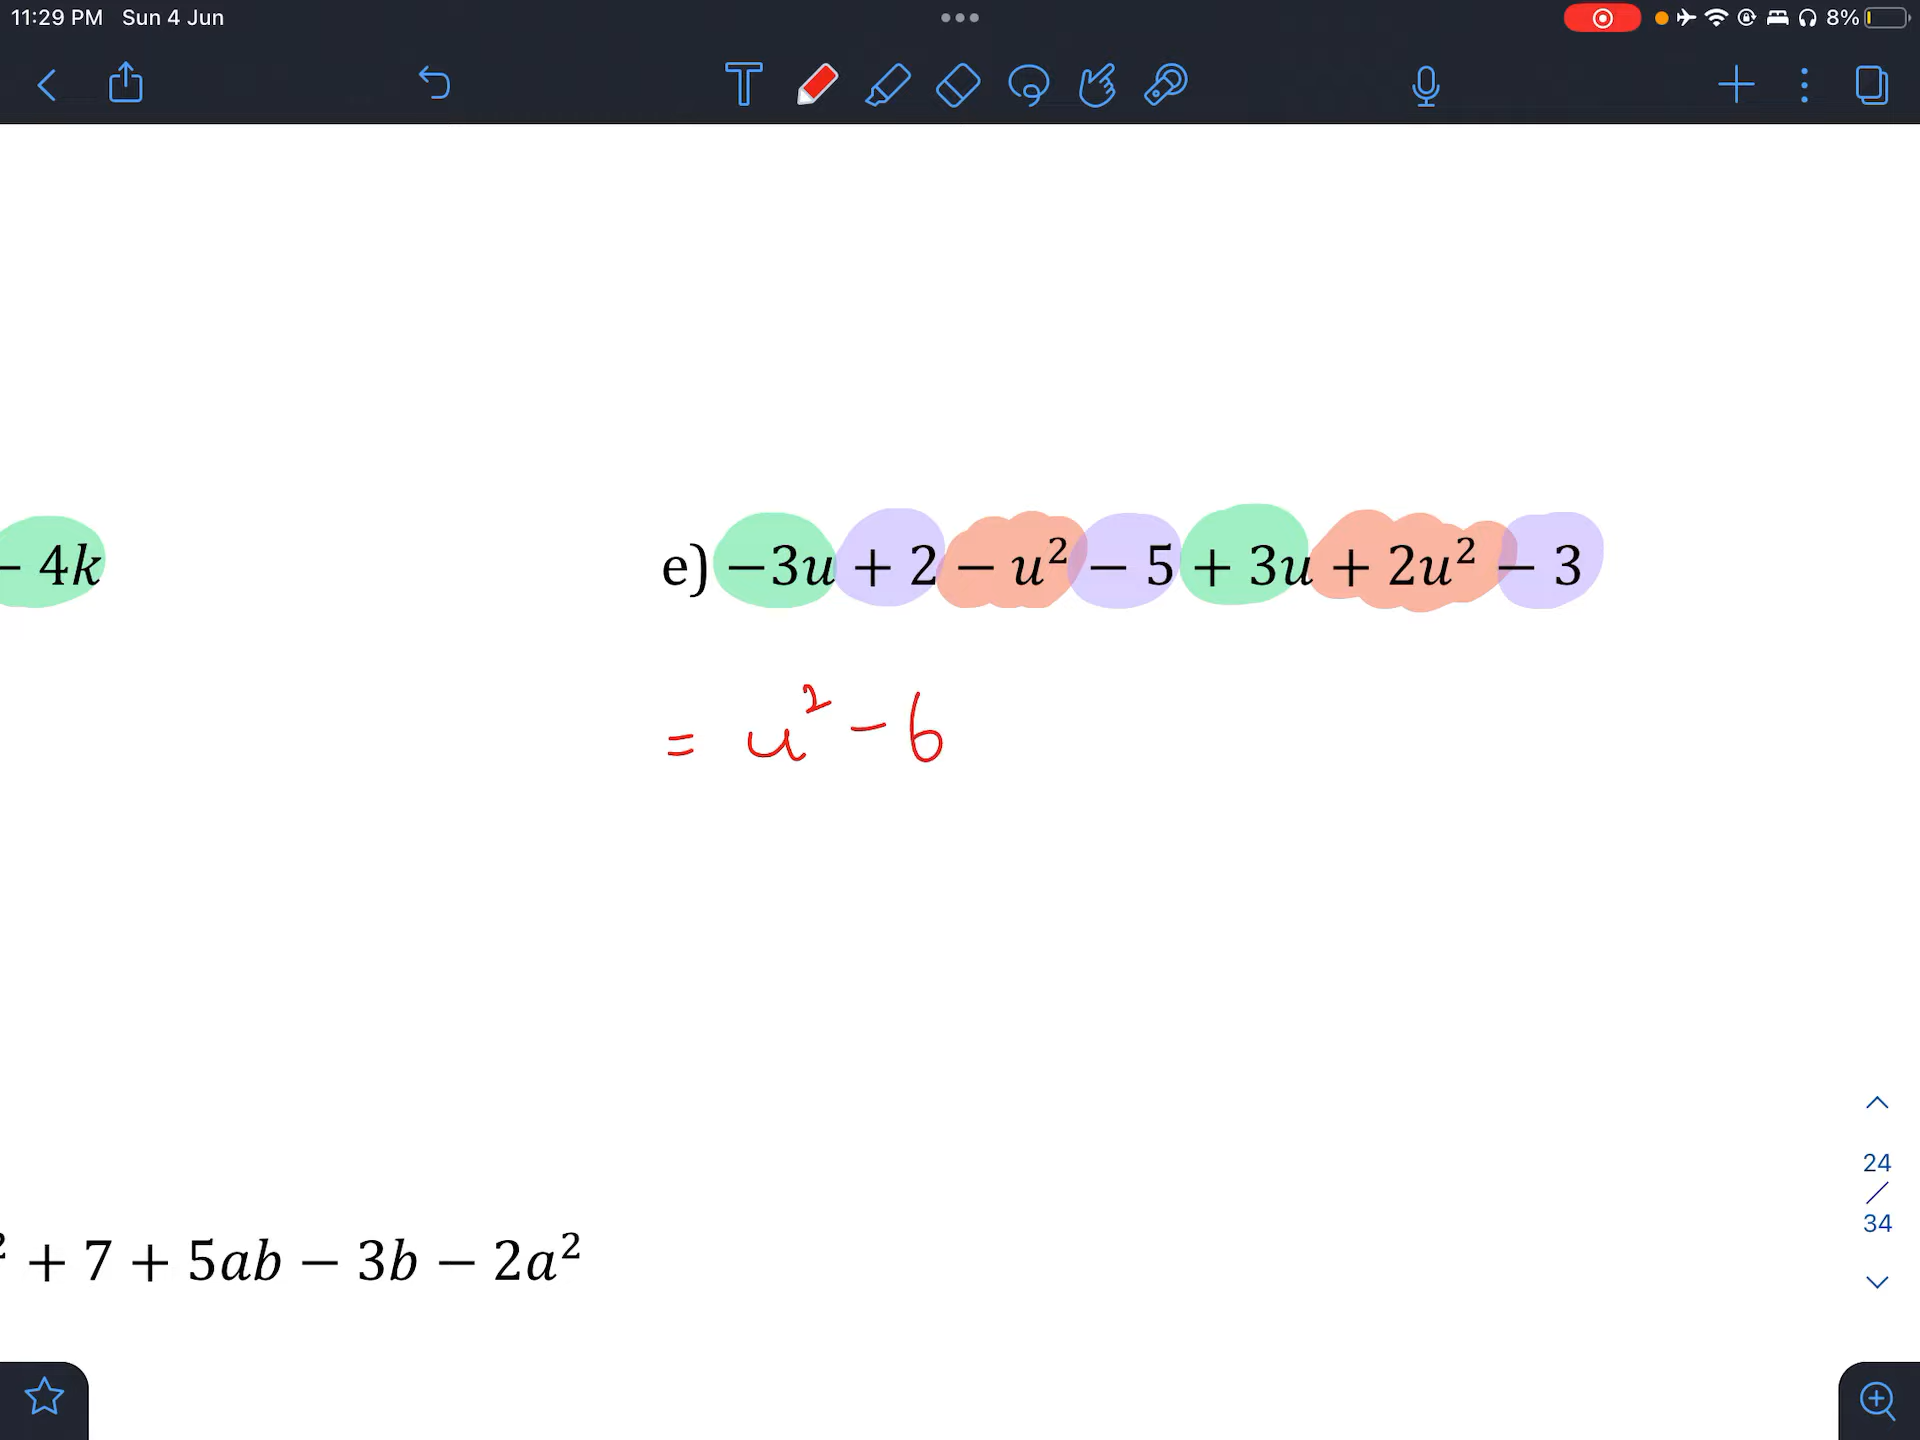 11:29 PM Sun 4 Jun 8%
− 4k
e) −3u + 2 − u² − 5 + 3u + 2u² − 3
= u² − 6
24
/
34
² + 7 + 5ab − 3b − 2a²